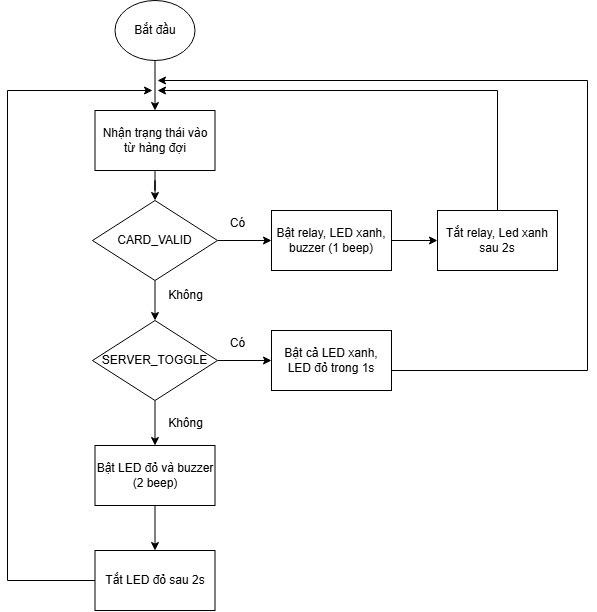 Bắt đầu
Nhận trạng thái vào
từ hàng đợi
CARD_VALID
Có
Bật relay, LED xanh,
buzzer (1 beep)
Tắt relay, Led xanh
sau 2s
Không
SERVER_TOGGLE
Có
Bật cả LED xanh,
LED đỏ trong 1s
Không
Bật LED đỏ và buzzer
(2 beep)
Tắt LED đỏ sau 2s